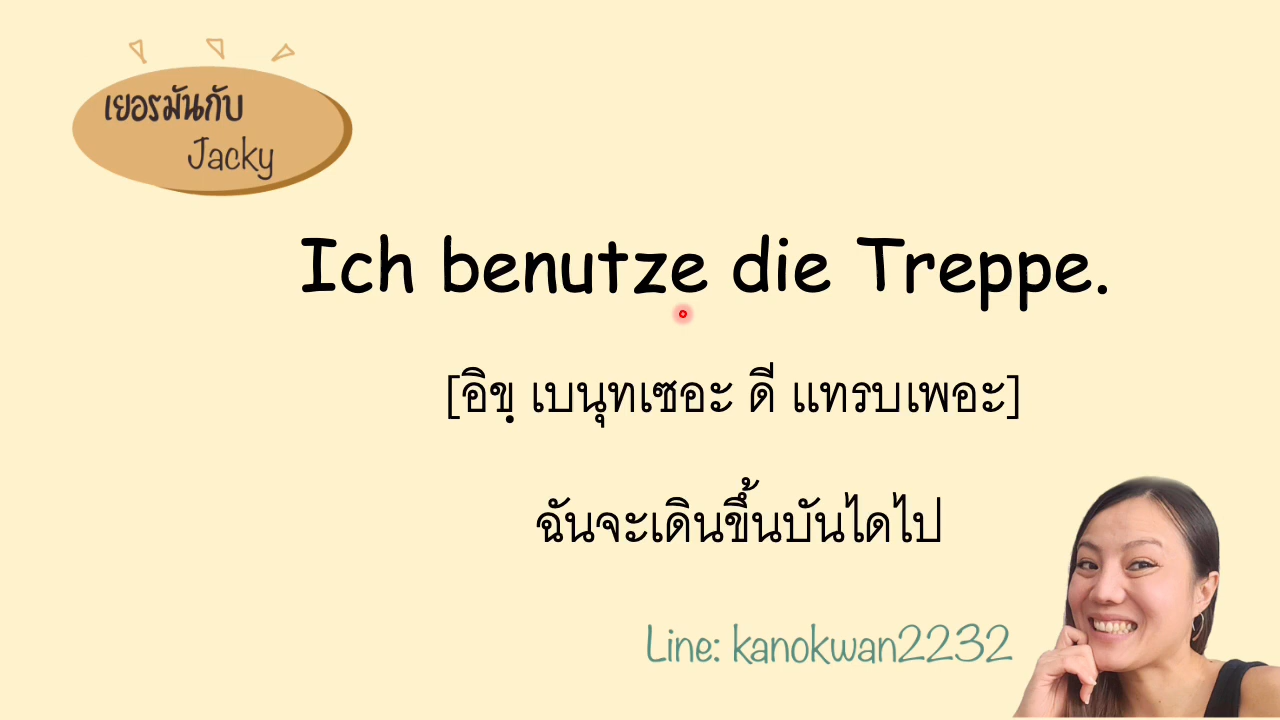 เยอรมันกับ
Jacky
Ich benutze die Treppe.
[อิขฺ เบนุทเซอะ ดี แทรบเพอะ]
ฉันจะเดินขึ้นบันไดไป
Line: kanokwan2232